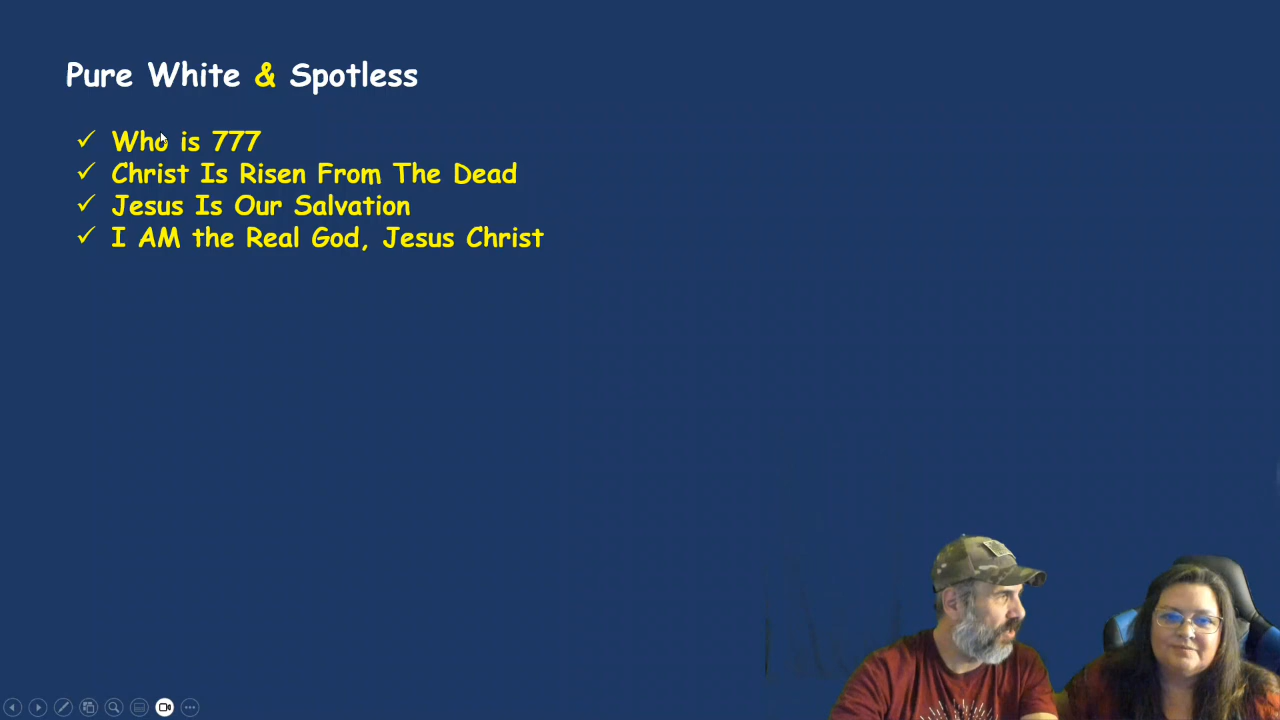 Pure White & Spotless
✓ Who is 777
✓ Christ Is Risen From The Dead
✓ Jesus Is Our Salvation
✓ I AM the Real God, Jesus Christ